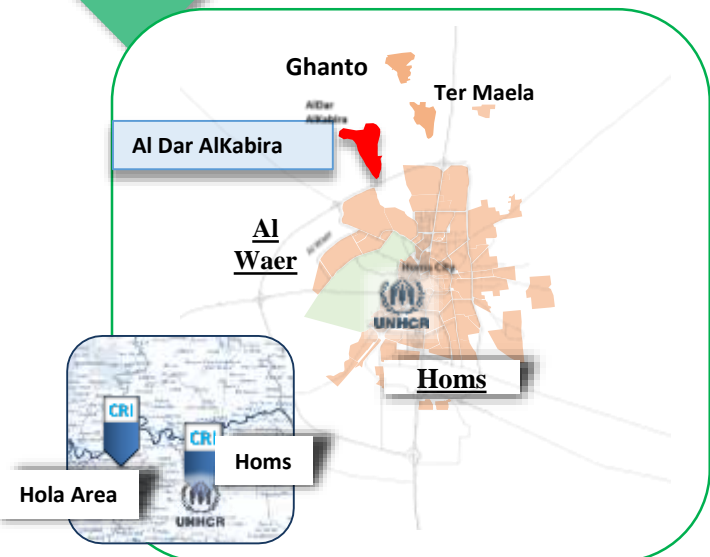 Ghanto
Ter Maela
AlDar
AlKabira
Al Dar AlKabira
Al
Waer
Al Waer
Homs City
UNHCR
Homs
CRI
CRI
Homs
Hola Area
UNHCR